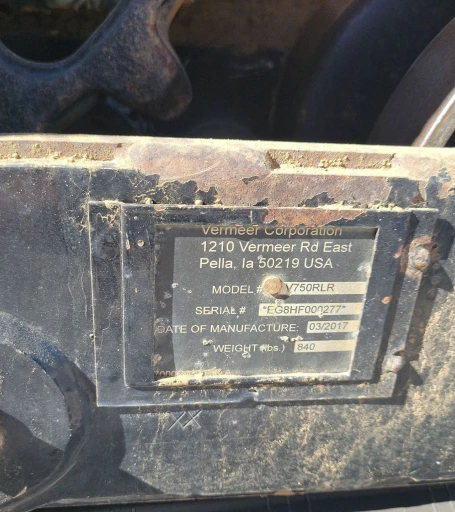 Vermeer Corporation
1210 Vermeer Rd East
Pella, Ia 50219 USA
MODEL # V750RLR
SERIAL # *EG8HF000277*
DATE OF MANUFACTURE: 03/2017
WEIGHT (lbs.) 840
XX